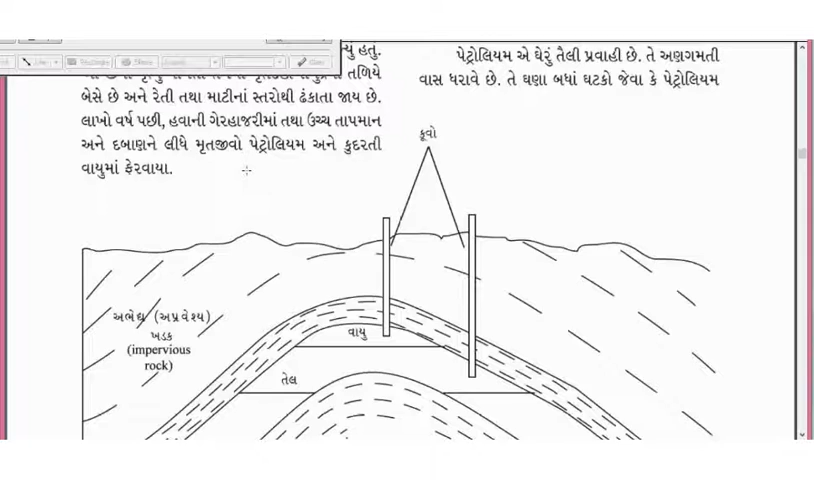 હતુ.
તળિયે
બેસે છે અને રેતી તથા માટીનાં સ્તરોથી ઢંકાતા જાય છે.
લાખો વર્ષ પછી, હવાની ગેરહાજરીમાં તથા ઉચ્ચ તાપમાન
અને દબાણને લીધે મૃતજીવો પેટ્રોલિયમ અને કુદરતી
વાયુમાં ફેરવાયા.
પેટ્રોલિયમ એ ઘેરું તૈલી પ્રવાહી છે. તે અણગમતી
વાસ ધરાવે છે. તે ઘણા બધાં ઘટકો જેવા કે પેટ્રોલિયમ
કૂવો
અભેદ્ય (અપ્રવેશ્ય)
ખડક
(impervious
rock)
વાયુ
તેલ